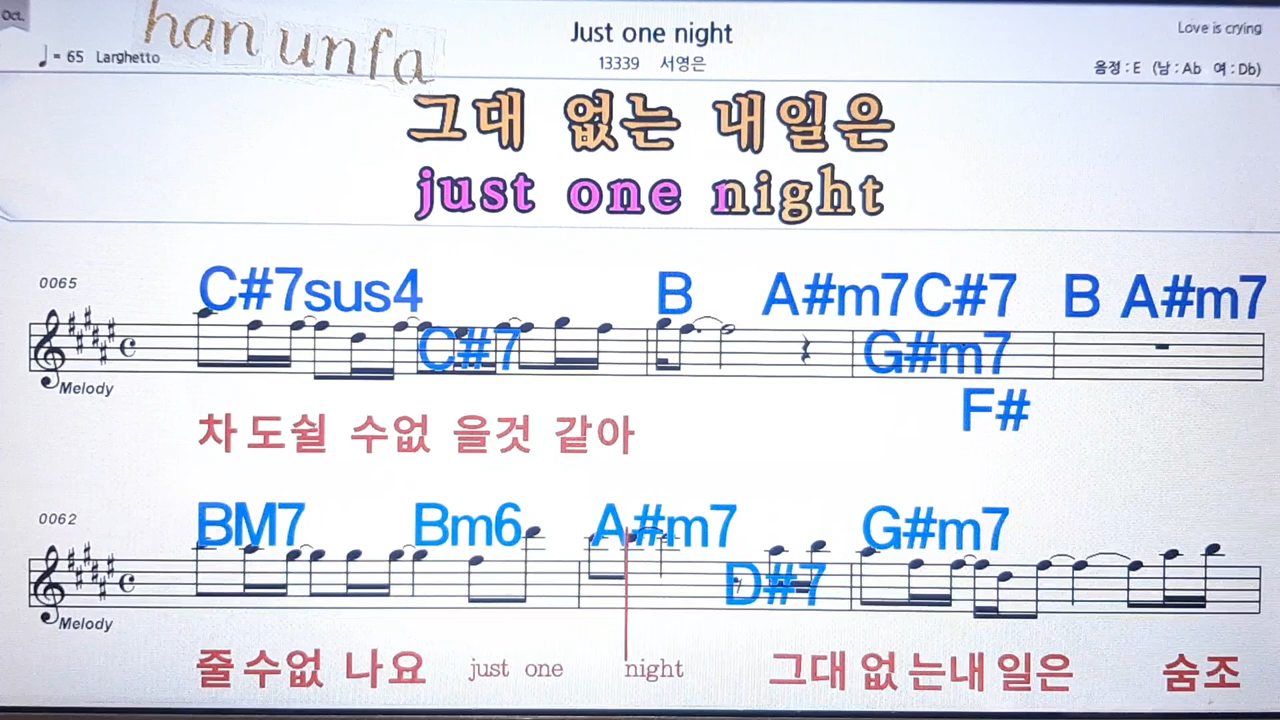 Oct.
han unfa
Just one night
Love is crying
♩= 65 Larghetto
13339 서영은
음정 : E (남 : Ab 여 : Db)
그대 없는 내일은
just one night
0065
C#7sus4 B A#m7 C#7 B A#m7
C#7 G#m7
F#
Melody
차 도쉴 수없 을것 같아
0062
BM7 Bm6 A#m7 G#m7
D#7
Melody
줄 수없 나요 just one night 그대 없 는내 일은 숨조